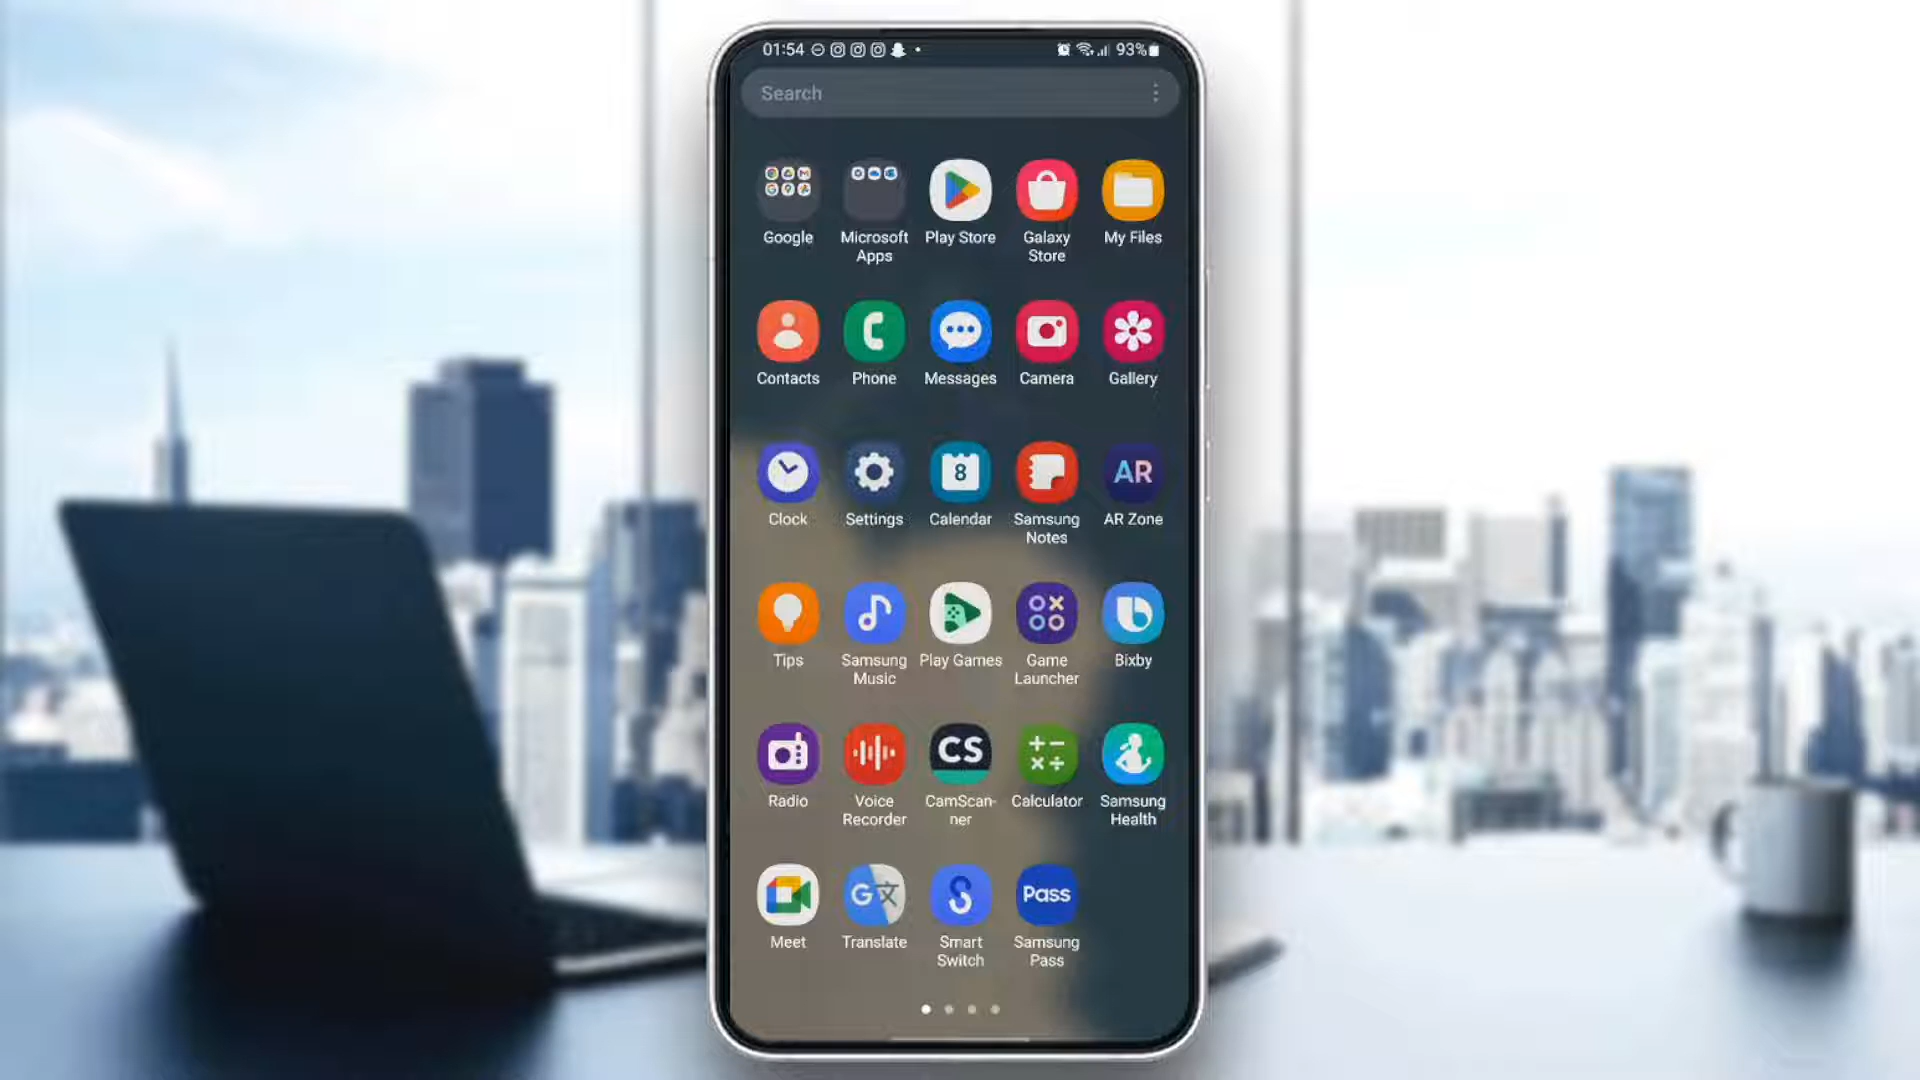 01:54 93%
Search
Google Microsoft Apps Play Store Galaxy Store My Files
Contacts Phone Messages Camera Gallery
8 AR
Clock Settings Calendar Samsung Notes AR Zone
Tips Samsung Music Play Games Game Launcher Bixby
CS
Radio Voice Recorder CamScan-
ner Calculator Samsung Health
G文 Pass
Meet Translate Smart Switch Samsung Pass